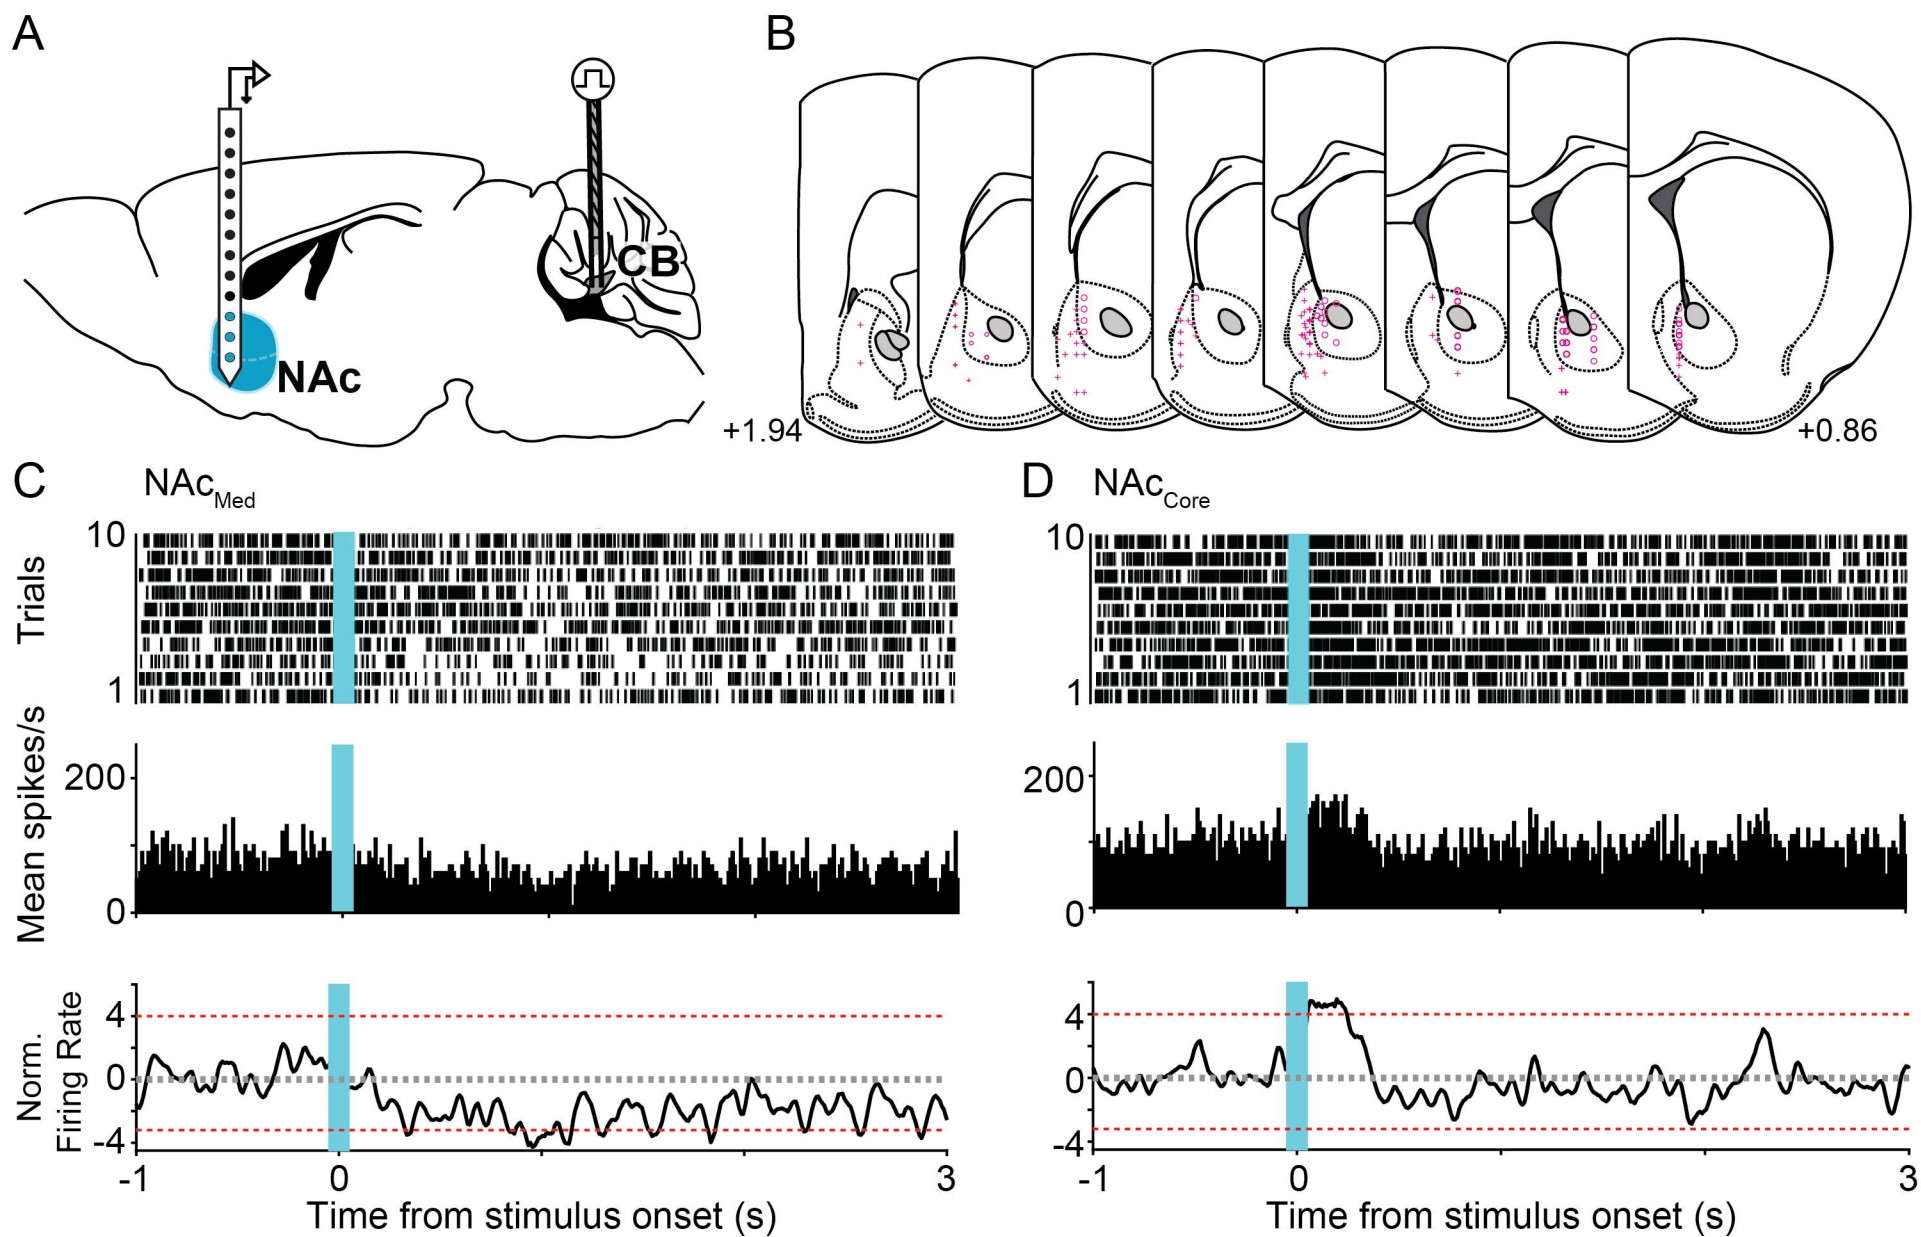 A
B
CB
NAc
+1.94
+0.86
C
NAcMed
D
NAcCore
Trials
10
1
10
1
Mean spikes/s
200
0
200
0
Norm.
Firing Rate
4
0
-4
4
0
-4
-1
0
3
-1
0
3
Time from stimulus onset (s)
Time from stimulus onset (s)